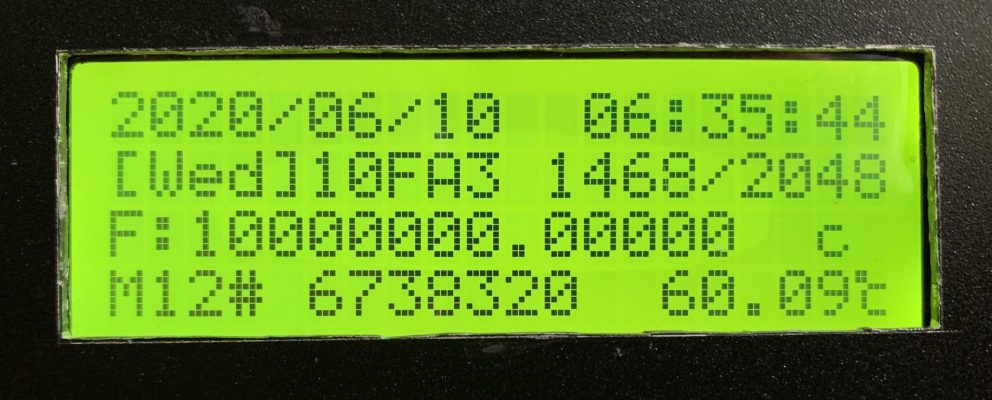 2020/06/10 06:35:44
[Wed]10FA3 1468/2048
F:10000000.00000 c
M12# 6738320 60.09℃